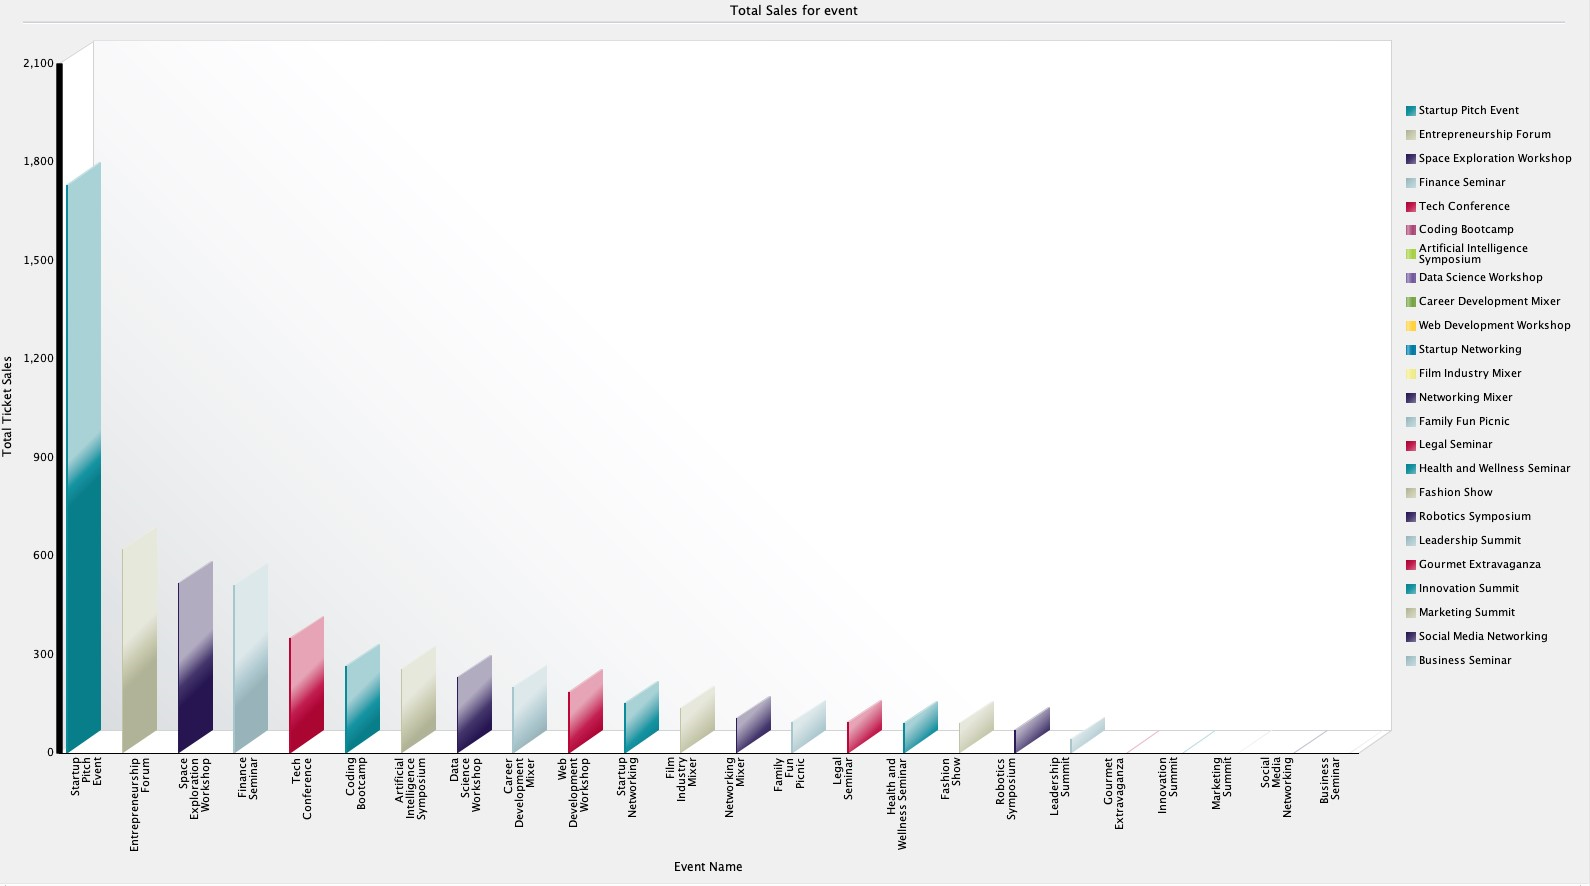 Total Sales for event
2,100
1,800
1,500
1,200
900
600
300
0
Total Ticket Sales
Startup
Pitch
Event
Entrepreneurship
Forum
Space
Exploration
Workshop
Finance
Seminar
Tech
Conference
Coding
Bootcamp
Artificial
Intelligence
Symposium
Data
Science
Workshop
Career
Development
Mixer
Web
Development
Workshop
Startup
Networking
Film
Industry
Mixer
Networking
Mixer
Family
Fun
Picnic
Legal
Seminar
Health and
Wellness Seminar
Fashion
Show
Robotics
Symposium
Leadership
Summit
Gourmet
Extravaganza
Innovation
Summit
Marketing
Summit
Social
Media
Networking
Business
Seminar
Event Name
Startup Pitch Event
Entrepreneurship Forum
Space Exploration Workshop
Finance Seminar
Tech Conference
Coding Bootcamp
Artificial Intelligence
Symposium
Data Science Workshop
Career Development Mixer
Web Development Workshop
Startup Networking
Film Industry Mixer
Networking Mixer
Family Fun Picnic
Legal Seminar
Health and Wellness Seminar
Fashion Show
Robotics Symposium
Leadership Summit
Gourmet Extravaganza
Innovation Summit
Marketing Summit
Social Media Networking
Business Seminar